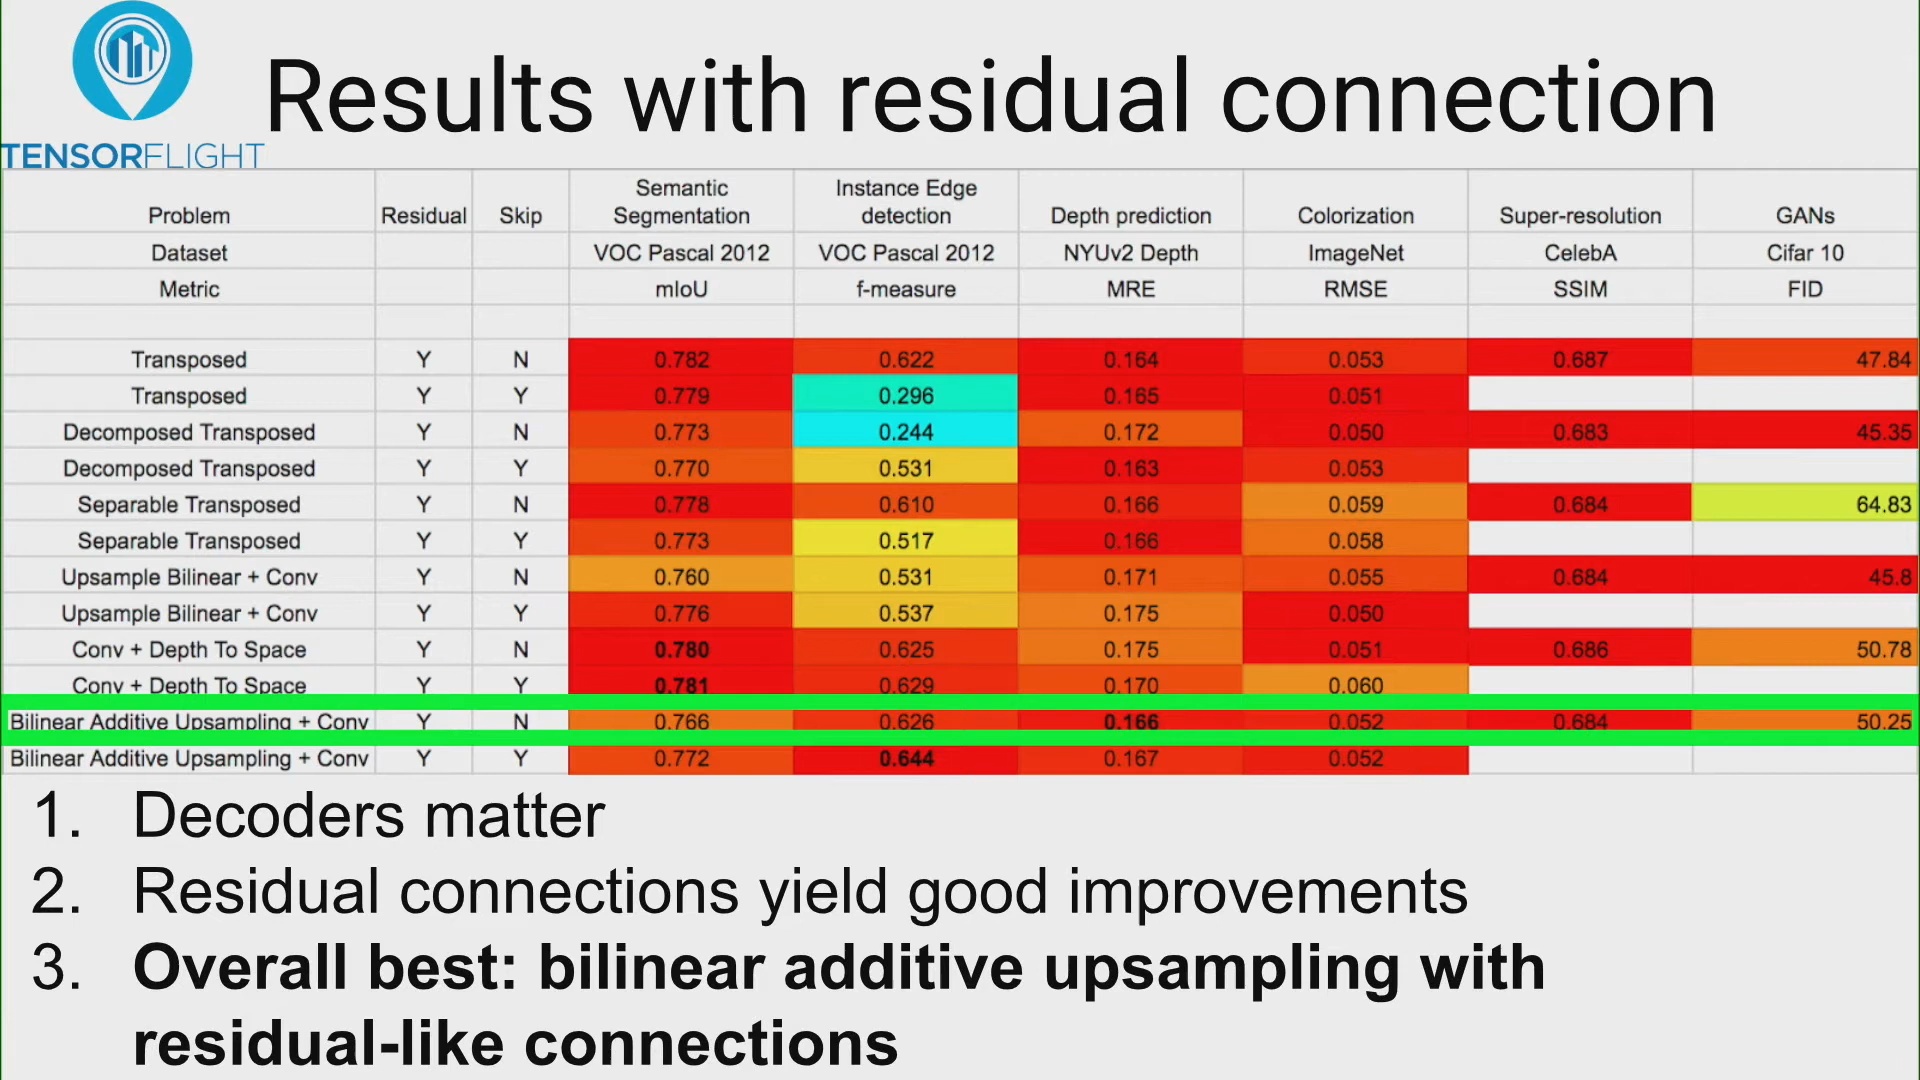 TENSORFLIGHT
Results with residual connection
Problem Residual Skip Semantic Segmentation Instance Edge detection Depth prediction Colorization Super-resolution GANs
Dataset VOC Pascal 2012 VOC Pascal 2012 NYUv2 Depth ImageNet CelebA Cifar 10
Metric mIoU f-measure MRE RMSE SSIM FID
Transposed Y N 0.782 0.622 0.164 0.053 0.687 47.84
Transposed Y Y 0.779 0.296 0.165 0.051
Decomposed Transposed Y N 0.773 0.244 0.172 0.050 0.683 45.35
Decomposed Transposed Y Y 0.770 0.531 0.163 0.053
Separable Transposed Y N 0.778 0.610 0.166 0.059 0.684 64.83
Separable Transposed Y Y 0.773 0.517 0.166 0.058
Upsample Bilinear + Conv Y N 0.760 0.531 0.171 0.055 0.684 45.8
Upsample Bilinear + Conv Y Y 0.776 0.537 0.175 0.050
Conv + Depth To Space Y N 0.780 0.625 0.175 0.051 0.686 50.78
Conv + Depth To Space Y Y 0.781 0.629 0.170 0.060
Bilinear Additive Upsampling + Conv Y N 0.766 0.626 0.166 0.052 0.684 50.25
Bilinear Additive Upsampling + Conv Y Y 0.772 0.644 0.167 0.052
1. Decoders matter
2. Residual connections yield good improvements
3. Overall best: bilinear additive upsampling with
residual-like connections